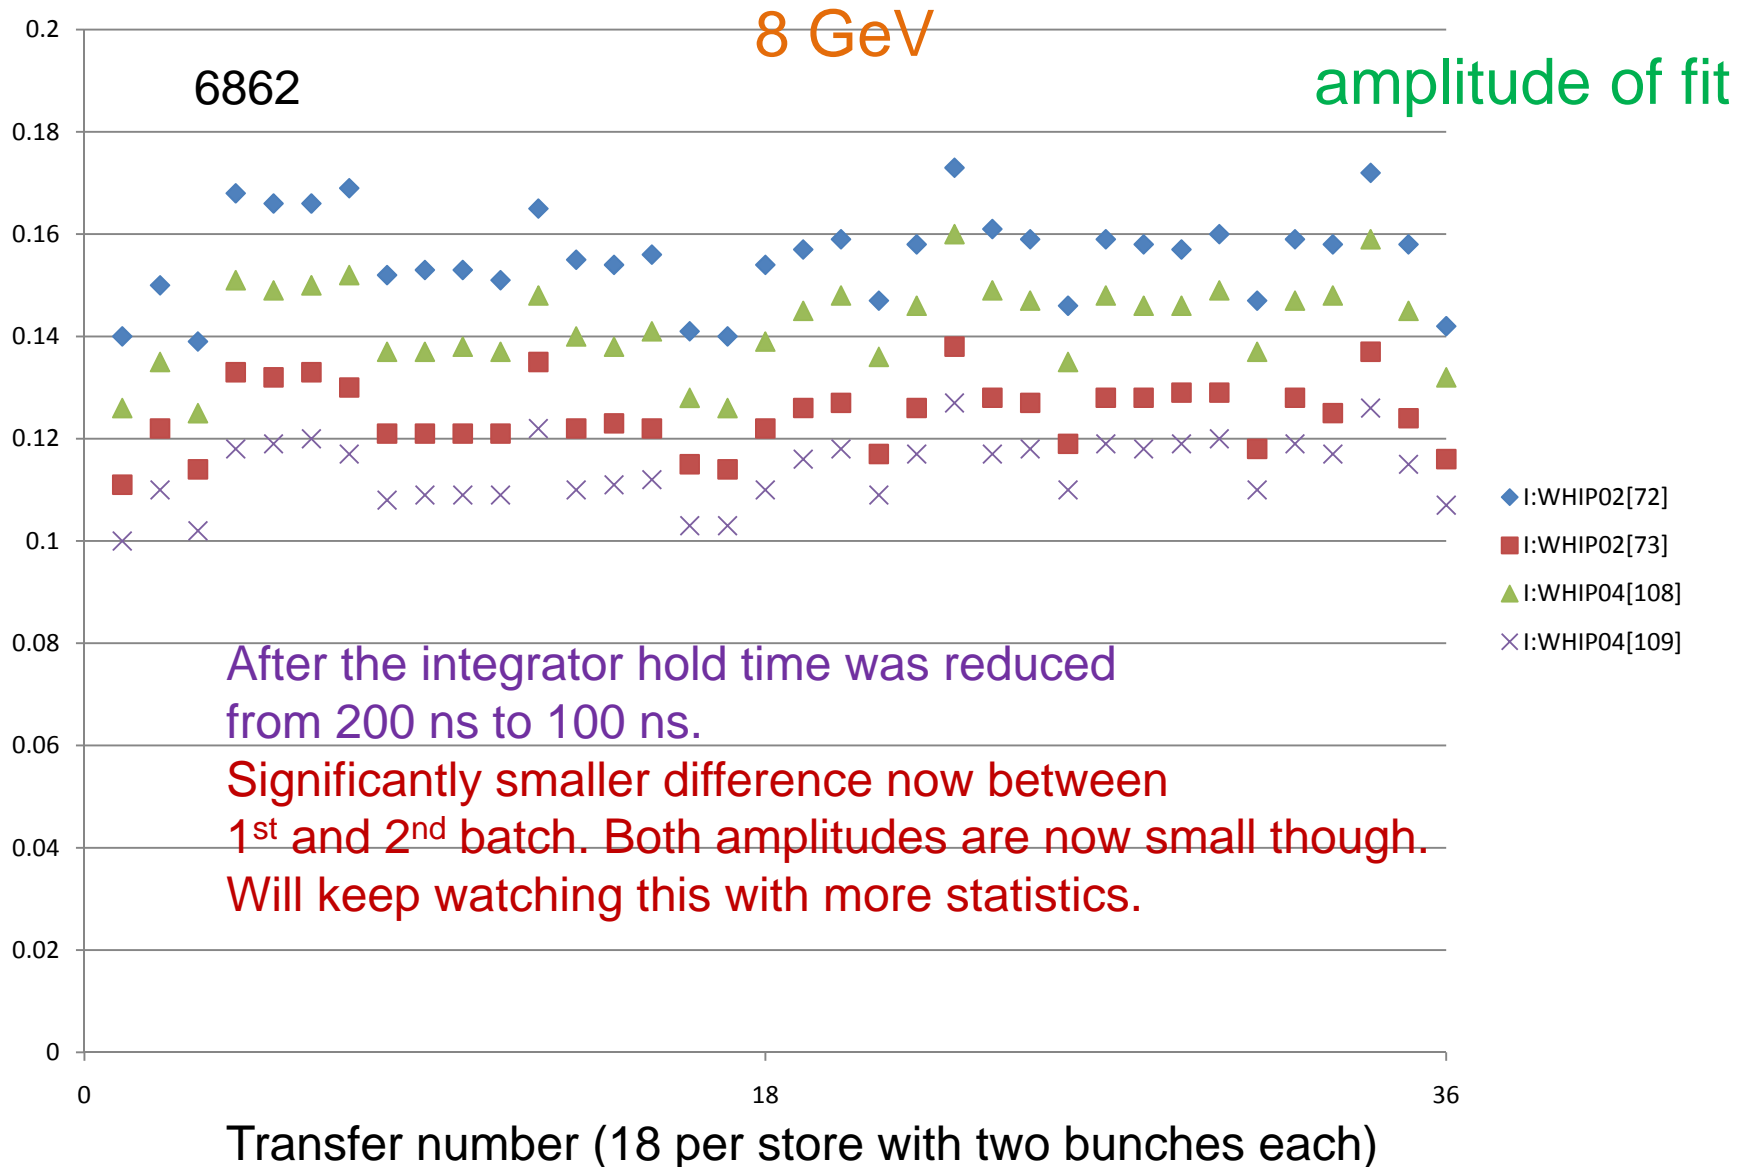 8 GeV
6862
amplitude of fit
0.2
0.18
0.16
0.14
0.12
0.1
0.08
0.06
0.04
0.02
0
I:WHIP02[72]
I:WHIP02[73]
I:WHIP04[108]
I:WHIP04[109]
After the integrator hold time was reduced
from 200 ns to 100 ns.
Significantly smaller difference now between
1st and 2nd batch. Both amplitudes are now small though.
Will keep watching this with more statistics.
0 18 36
Transfer number (18 per store with two bunches each)